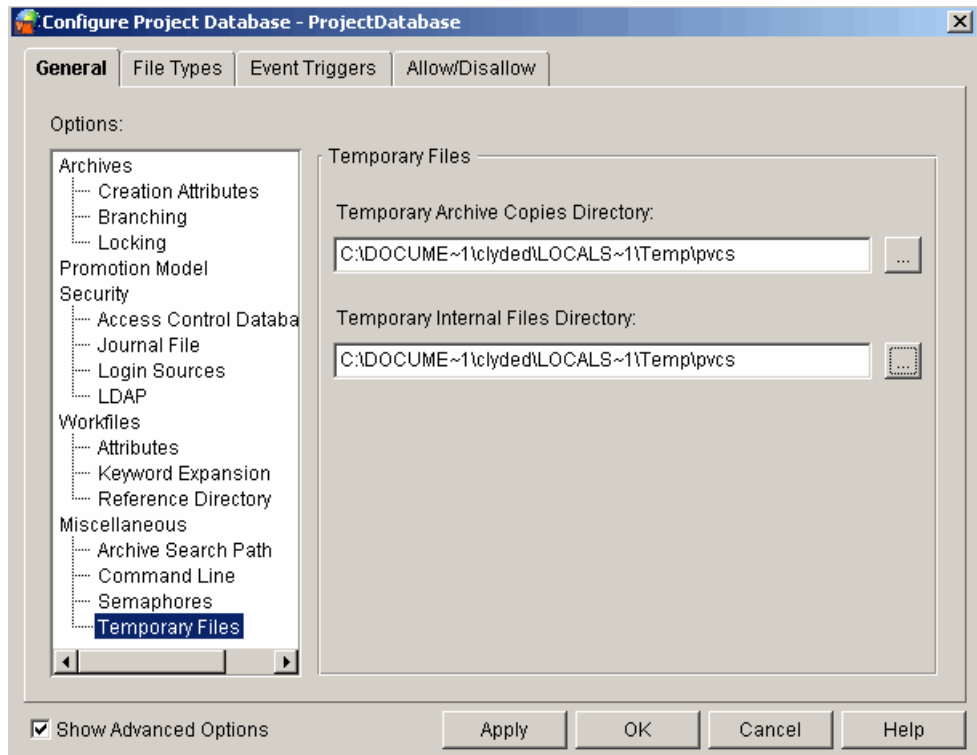 Configure Project Database - ProjectDatabase
General
File Types
Event Triggers
Allow/Disallow
Options:
Archives
Creation Attributes
Branching
Locking
Promotion Model
Security
Access Control Databa
Journal File
Login Sources
LDAP
Workfiles
Attributes
Keyword Expansion
Reference Directory
Miscellaneous
Archive Search Path
Command Line
Semaphores
Temporary Files
Temporary Files
Temporary Archive Copies Directory:
C:\DOCUME~1\clyded\LOCALS~1\Temp\pvcs
...
Temporary Internal Files Directory:
C:\DOCUME~1\clyded\LOCALS~1\Temp\pvcs
...
Show Advanced Options
Apply
OK
Cancel
Help